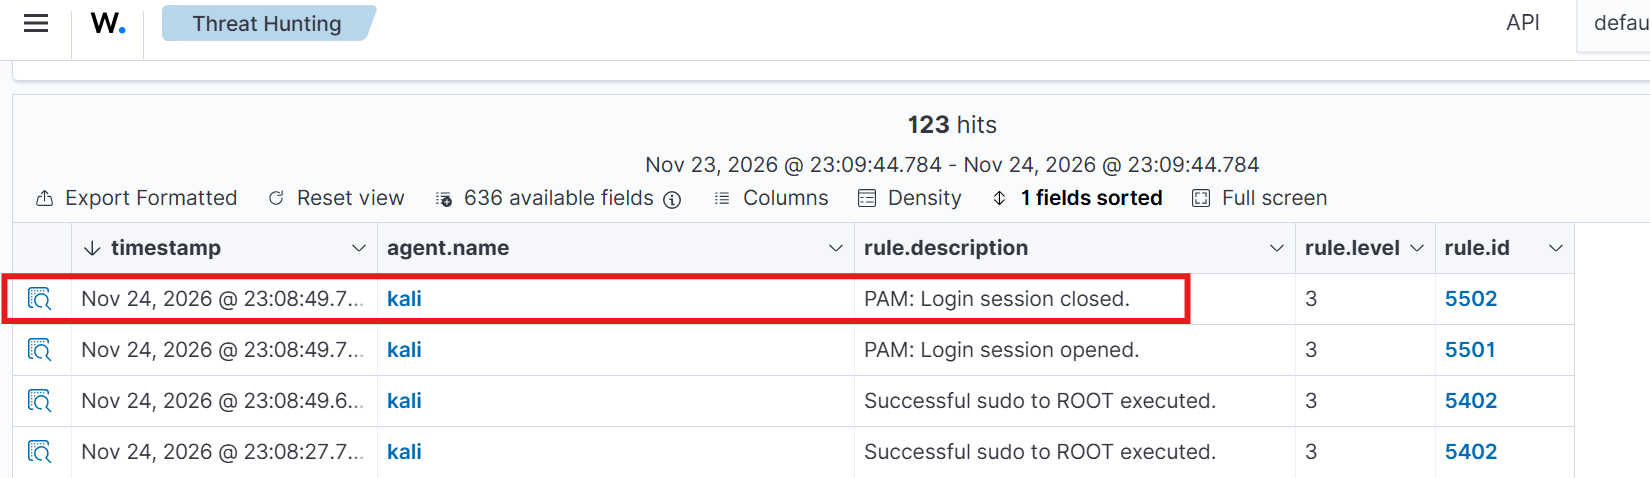 W. Threat Hunting API defau
123 hits
Nov 23, 2026 @ 23:09:44.784 - Nov 24, 2026 @ 23:09:44.784
Export Formatted Reset view 636 available fields Columns Density 1 fields sorted Full screen
timestamp agent.name rule.description rule.level rule.id
Nov 24, 2026 @ 23:08:49.7... kali PAM: Login session closed. 3 5502
Nov 24, 2026 @ 23:08:49.7... kali PAM: Login session opened. 3 5501
Nov 24, 2026 @ 23:08:49.6... kali Successful sudo to ROOT executed. 3 5402
Nov 24, 2026 @ 23:08:27.7... kali Successful sudo to ROOT executed. 3 5402